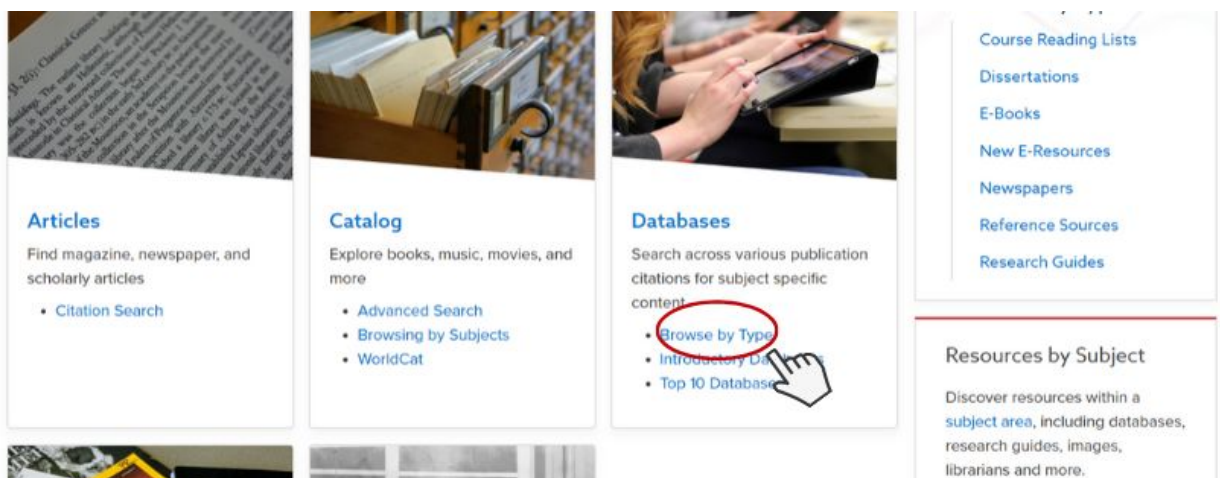 Articles
Find magazine, newspaper, and
scholarly articles
• Citation Search
Catalog
Explore books, music, movies, and
more
• Advanced Search
• Browsing by Subjects
• WorldCat
Databases
Search across various publication
citations for subject specific
content
• Browse by Type
• Introductory
• Top 10 Database
Course Reading Lists
Dissertations
E-Books
New E-Resources
Newspapers
Reference Sources
Research Guides
Resources by Subject
Discover resources within a
subject area, including databases,
research guides, images,
librarians and more.